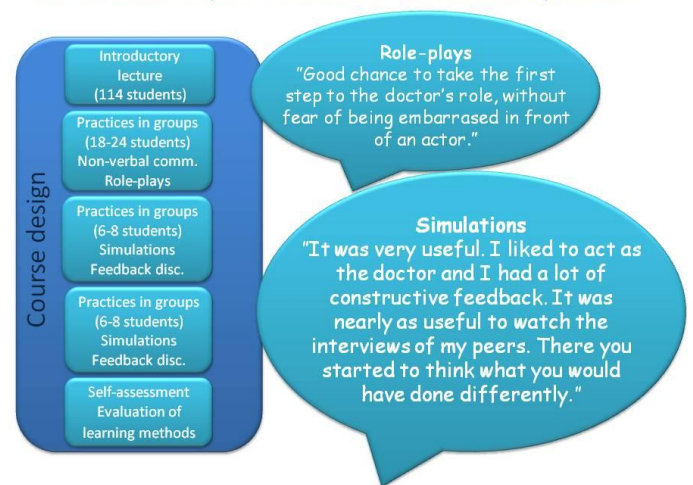 Course design
Introductory
lecture
(114 students)
Practices in groups
(18-24 students)
Non-verbal comm.
Role-plays
Practices in groups
(6-8 students)
Simulations
Feedback disc.
Practices in groups
(6-8 students)
Simulations
Feedback disc.
Self-assessment
Evaluation of
learning methods
Role-plays
"Good chance to take the first
step to the doctor's role, without
fear of being embarrased in front
of an actor."
Simulations
"It was very useful. I liked to act as
the doctor and I had a lot of
constructive feedback. It was
nearly as useful to watch the
interviews of my peers. There you
started to think what you would
have done differently."